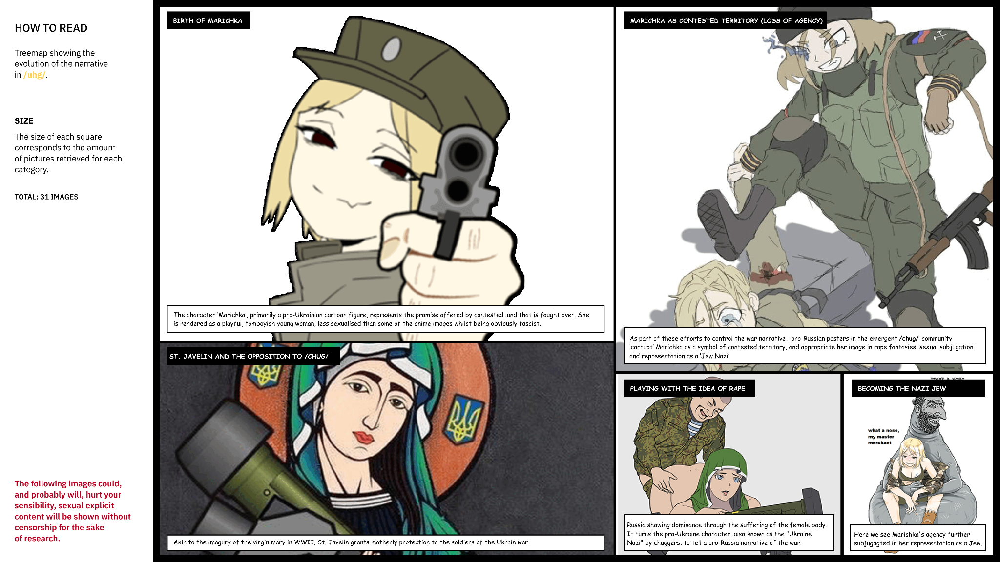 HOW TO READ
Treemap showing the
evolution of the narrative
in /uhg/.
SIZE
The size of each square
corresponds to the amount
of pictures retrieved for each
category.
TOTAL: 31 IMAGES
The following images could,
and probably will, hurt your
sensibility, sexual explicit
content will be shown without
censorship for the sake
of research.
BIRTH OF MARICHKA
The character 'Marichka', primarily a pro-Ukrainian cartoon figure, represents the promise offered by contested land that is fought over. She
is rendered as a playful, tomboyish young woman, less sexualised than some of the anime images whilst being obviously fascist.
MARICHKA AS CONTESTED TERRITORY (LOSS OF AGENCY)
As part of these efforts to control the war narrative, pro-Russian posters in the emergent /chug/ community
'corrupt' Marichka as a symbol of contested territory, and appropriate her image in rape fantasies, sexual subjugation
and representation as a 'Jew Nazi'.
ST. JAVELIN AND THE OPPOSITION TO /CHUG/
Akin to the imagury of the virgin mary in WWII, St. Javelin grants motherly protection to the soldiers of the Ukrain war.
PLAYING WITH THE IDEA OF RAPE
Russia showing dominance through the suffering of the female body.
It turns the pro-Ukraine character, also known as the "Ukraine
Nazi" by chuggers, to tell a pro-Russia narrative of the war.
BECOMING THE NAZI JEW
what a nose,
my master
merchant
Here we see Marishka's agency further
subjugagted in her representation as a Jew.